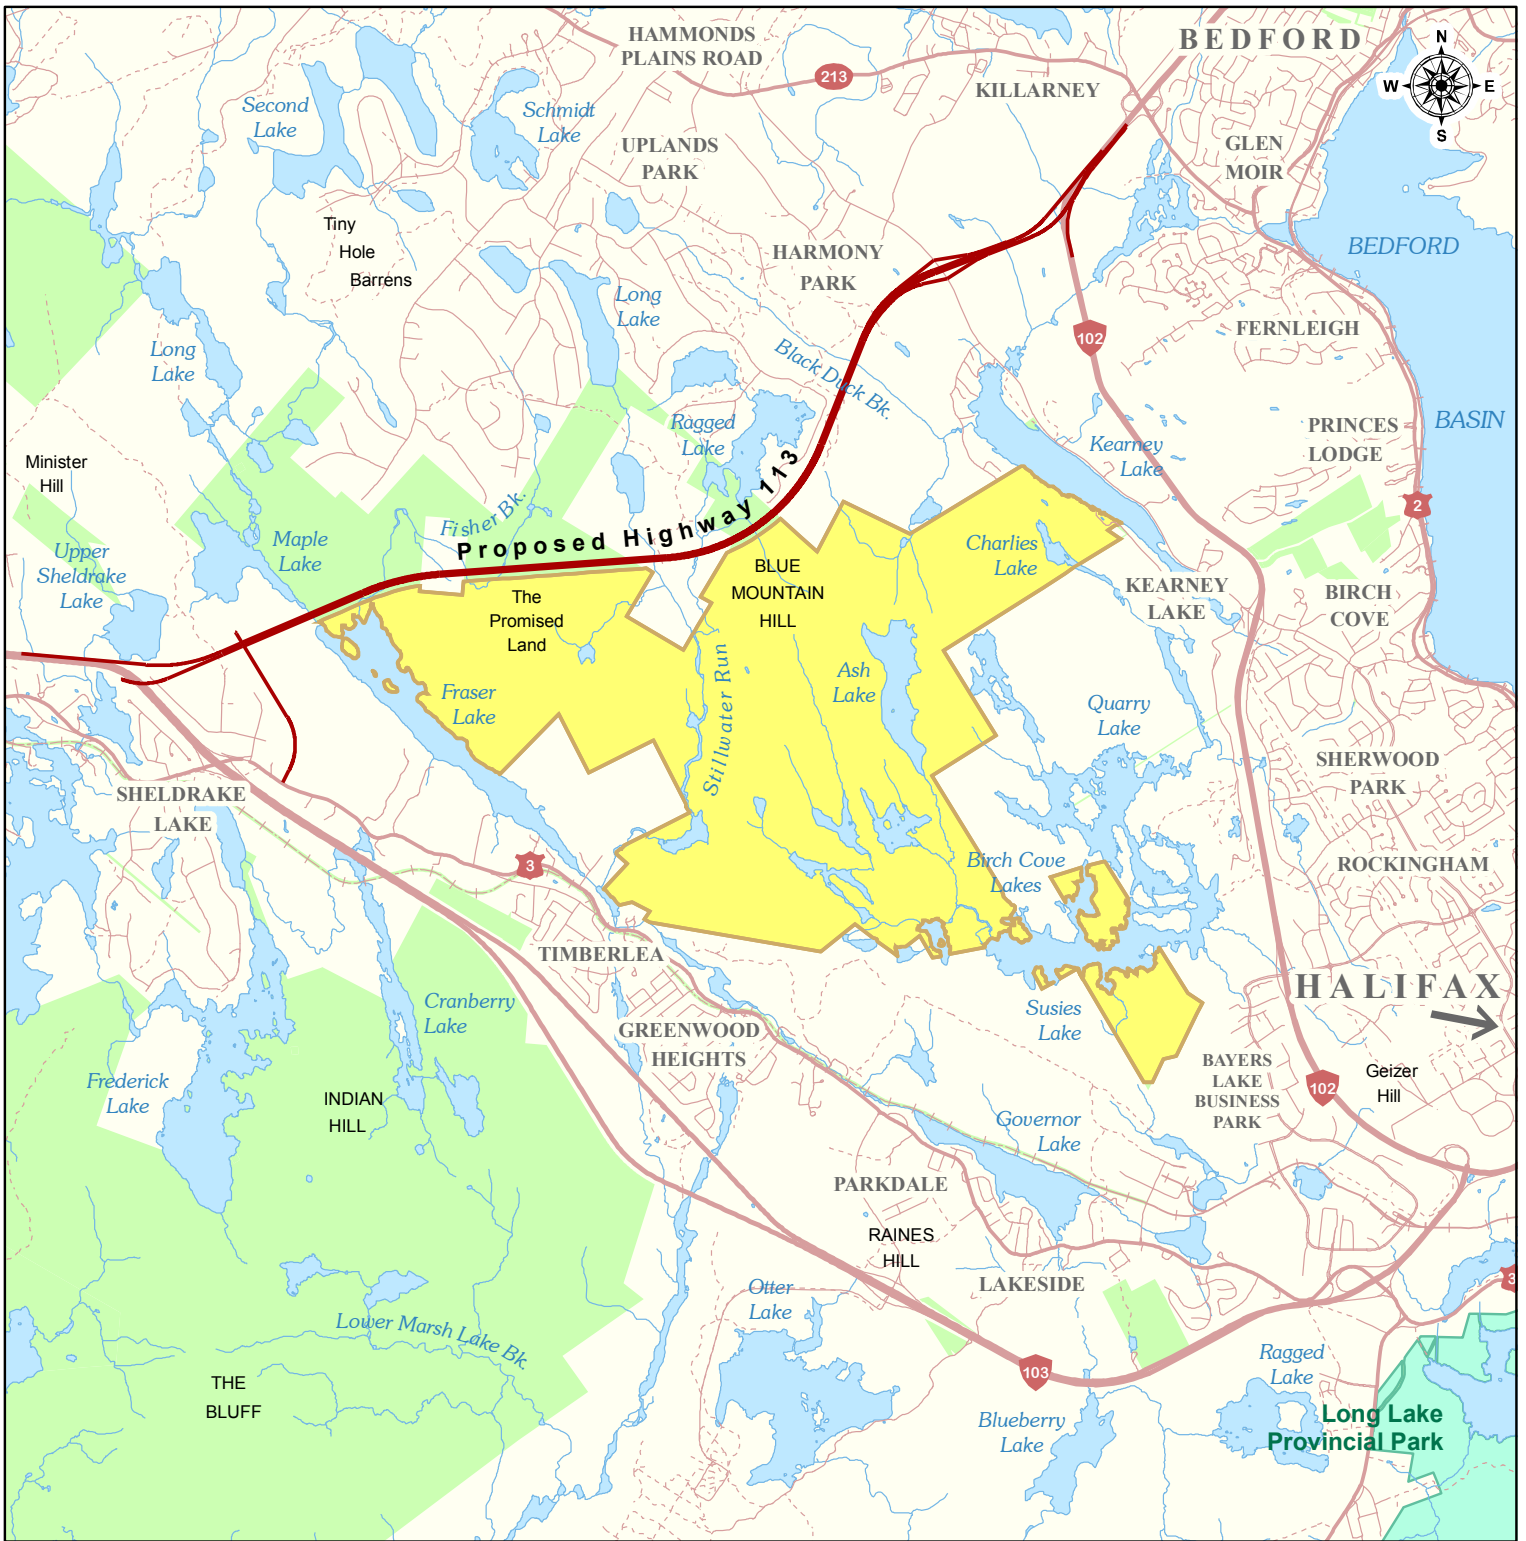 HAMMONDS
PLAINS ROAD
BEDFORD
N
W
E
S
213
KILLARNEY
Second
Lake
Schmidt
Lake
UPLANDS
PARK
GLEN
MOIR
Tiny
Hole
Barrens
HARMONY
PARK
BEDFORD
BASIN
Long
Lake
Long
Lake
102
FERNLEIGH
Black Duck Bk.
Ragged
Lake
Kearney
Lake
PRINCES
LODGE
Minister
Hill
2
Fisher Bk.
Proposed Highway 113
Maple
Lake
Upper
Sheldrake
Lake
Charlies
Lake
BLUE
MOUNTAIN
HILL
The
Promised
Land
KEARNEY
LAKE
BIRCH
COVE
Fraser
Lake
Stillwater Run
Ash
Lake
Quarry
Lake
SHERWOOD
PARK
SHELDRAKE
LAKE
3
Birch Cove
Lakes
ROCKINGHAM
TIMBERLEA
Cranberry
Lake
Susies
Lake
HALIFAX
GREENWOOD
HEIGHTS
Frederick
Lake
INDIAN
HILL
BAYERS
LAKE
BUSINESS
PARK
102
Geizer
Hill
Governor
Lake
PARKDALE
RAINES
HILL
LAKESIDE
Otter
Lake
3
Lower Marsh Lake Bk.
THE
BLUFF
103
Ragged
Lake
Blueberry
Lake
Long Lake
Provincial Park